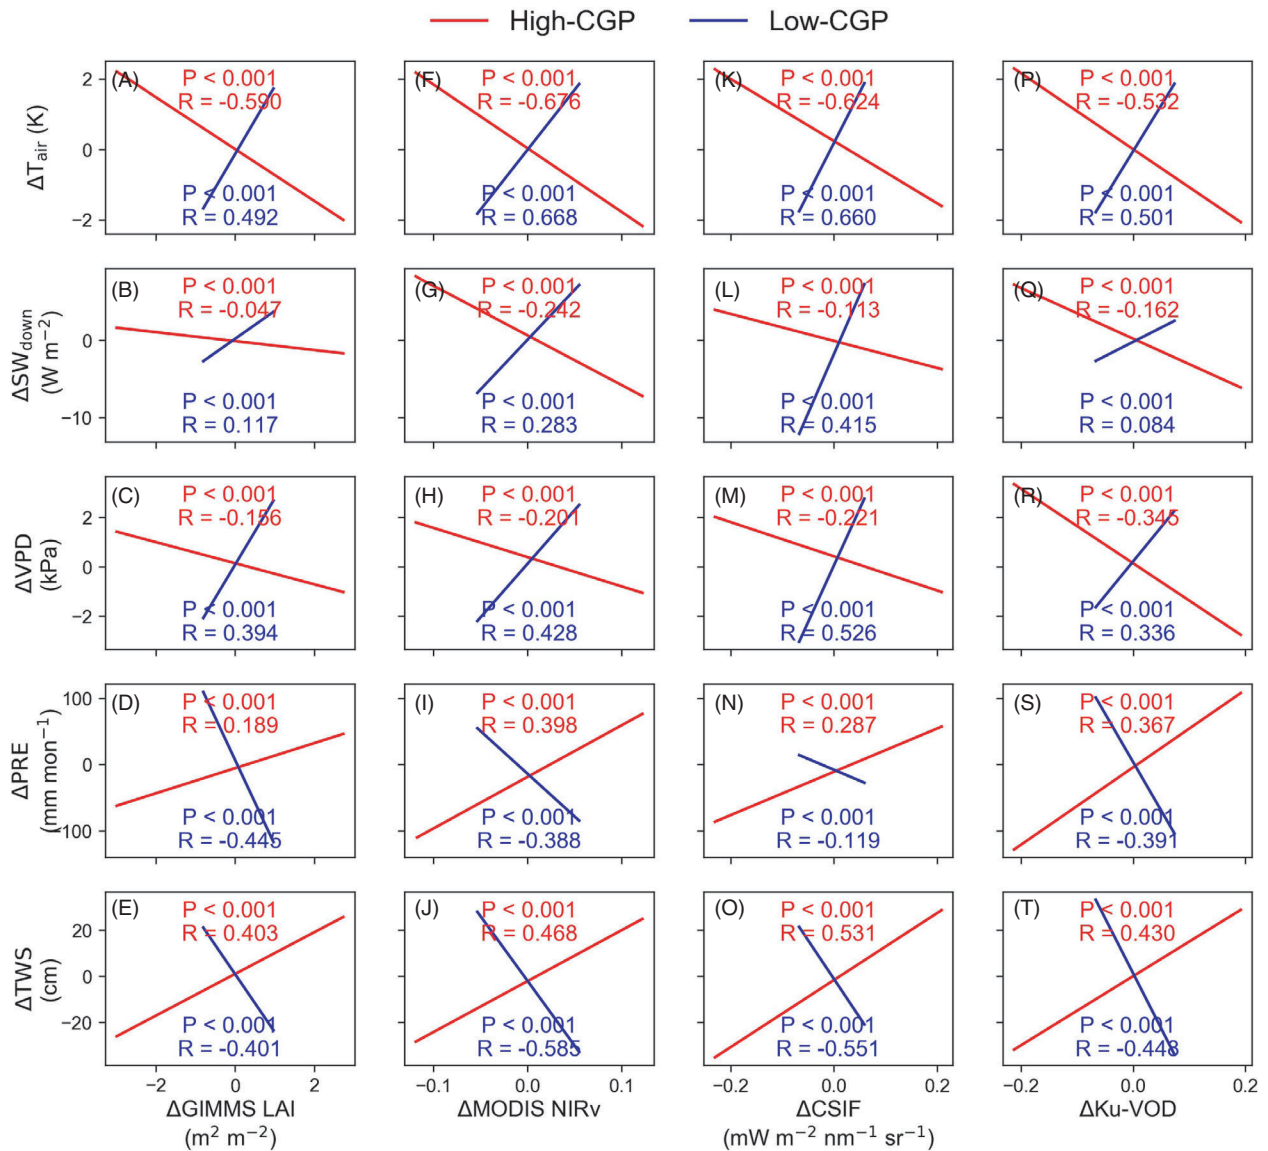 High-CGP Low-CGP
(A) P < 0.001 R = -0.590 P < 0.001 R = 0.492
(F) P < 0.001 R = -0.676 P < 0.001 R = 0.668
(K) P < 0.001 R = -0.624 P < 0.001 R = 0.660
(P) P < 0.001 R = -0.532 P < 0.001 R = 0.501
ΔTair (K)
2
0
−2
(B) P < 0.001 R = -0.047 P < 0.001 R = 0.117
(G) P < 0.001 R = -0.242 P < 0.001 R = 0.283
(L) P < 0.001 R = -0.113 P < 0.001 R = 0.415
(Q) P < 0.001 R = -0.162 P < 0.001 R = 0.084
ΔSWdown
(W m−2)
0
−10
(C) P < 0.001 R = -0.156 P < 0.001 R = 0.394
(H) P < 0.001 R = -0.201 P < 0.001 R = 0.428
(M) P < 0.001 R = -0.221 P < 0.001 R = 0.526
(R) P < 0.001 R = -0.345 P < 0.001 R = 0.336
ΔVPD
(kPa)
2
0
−2
(D) P < 0.001 R = 0.189 P < 0.001 R = -0.445
(I) P < 0.001 R = 0.398 P < 0.001 R = -0.388
(N) P < 0.001 R = 0.287 P < 0.001 R = -0.119
(S) P < 0.001 R = 0.367 P < 0.001 R = -0.391
ΔPRE
(mm mon−1)
100
0
−100
(E) P < 0.001 R = 0.403 P < 0.001 R = -0.401
(J) P < 0.001 R = 0.468 P < 0.001 R = -0.585
(O) P < 0.001 R = 0.531 P < 0.001 R = -0.551
(T) P < 0.001 R = 0.430 P < 0.001 R = -0.448
ΔTWS
(cm)
20
0
−20
−2 0 2
−0.1 0.0 0.1
−0.2 0.0 0.2
−0.2 0.0 0.2
ΔGIMMS LAI
(m2 m−2)
ΔMODIS NIRv
ΔCSIF
(mW m−2 nm−1 sr−1)
ΔKu-VOD